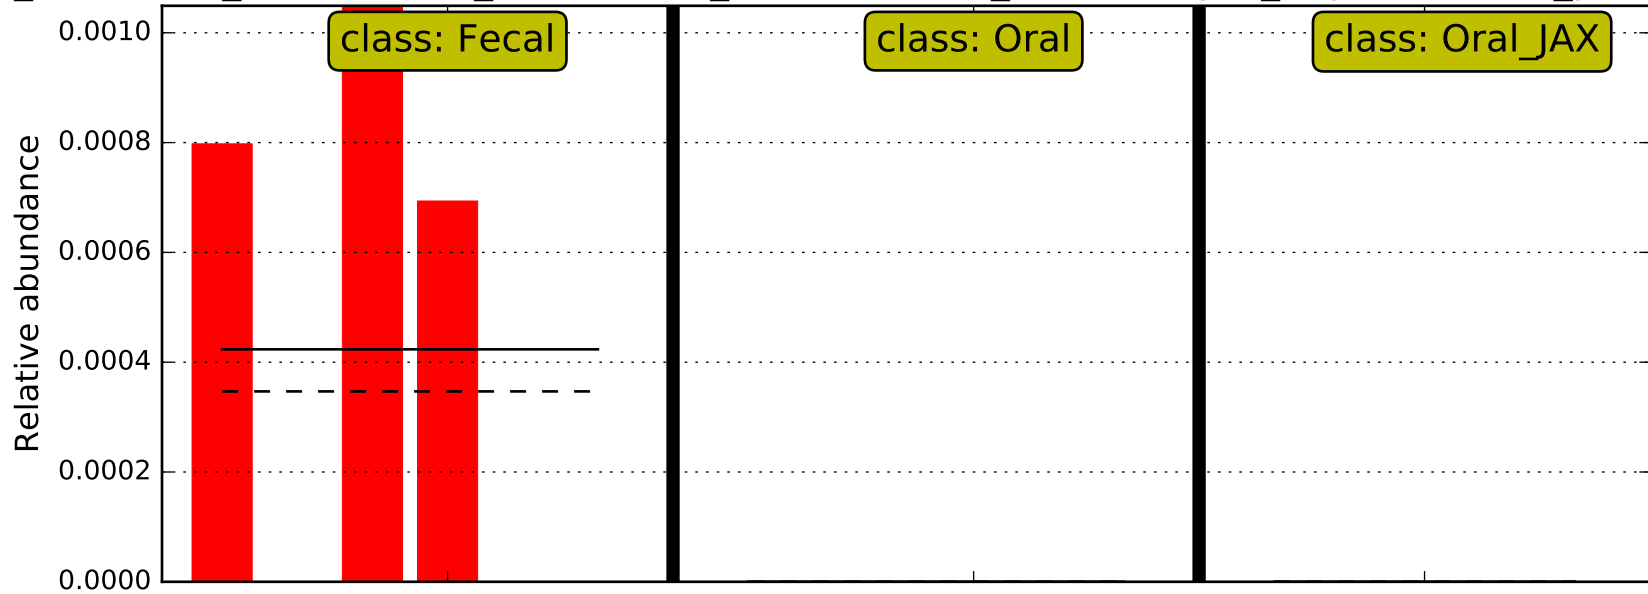 class: Fecal
class: Oral
class: Oral_JAX
0.0010
0.0008
0.0006
0.0004
0.0002
0.0000
Relative abundance